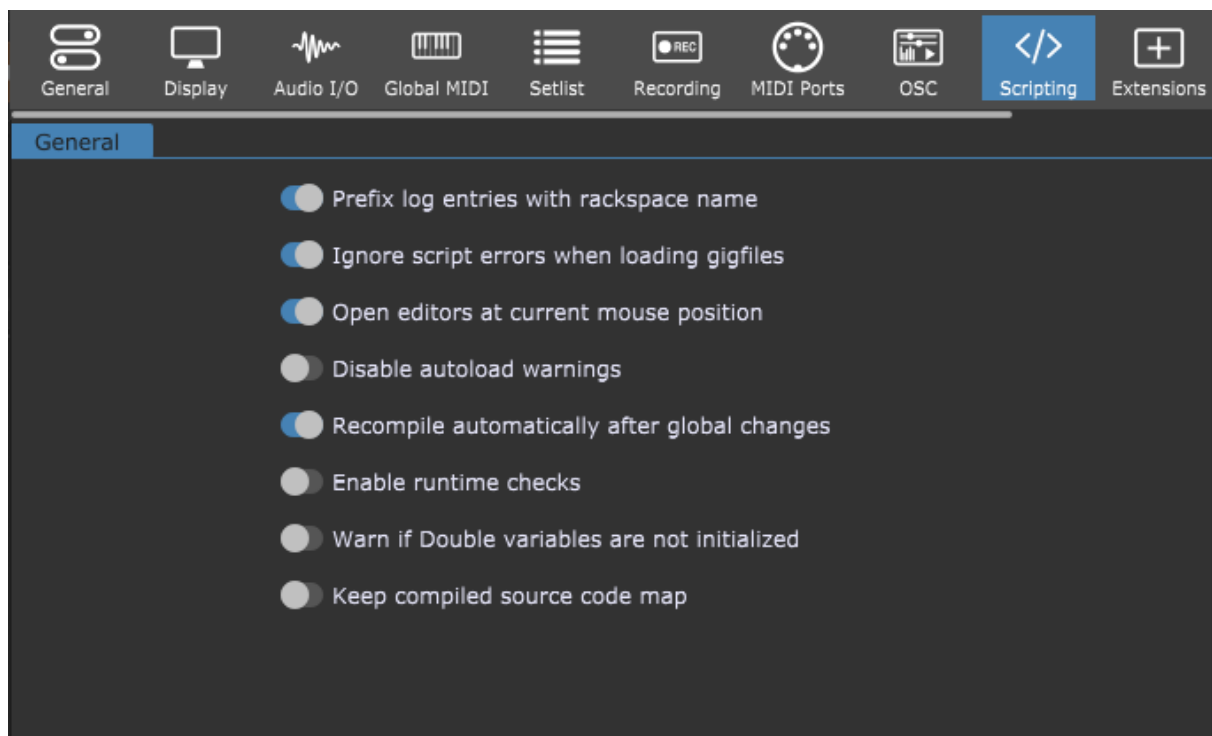 REC
General Display Audio I/O Global MIDI Setlist Recording MIDI Ports OSC Scripting Extensions
General
Prefix log entries with rackspace name
Ignore script errors when loading gigfiles
Open editors at current mouse position
Disable autoload warnings
Recompile automatically after global changes
Enable runtime checks
Warn if Double variables are not initialized
Keep compiled source code map